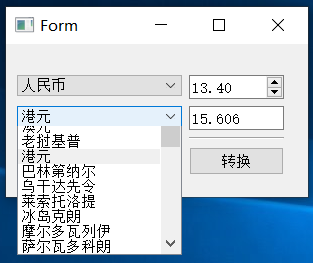 Form
人民币
13.40
港元
15.606
转换
老挝基普
港元
巴林第纳尔
乌干达先令
莱索托洛提
冰岛克朗
摩尔多瓦列伊
萨尔瓦多科朗